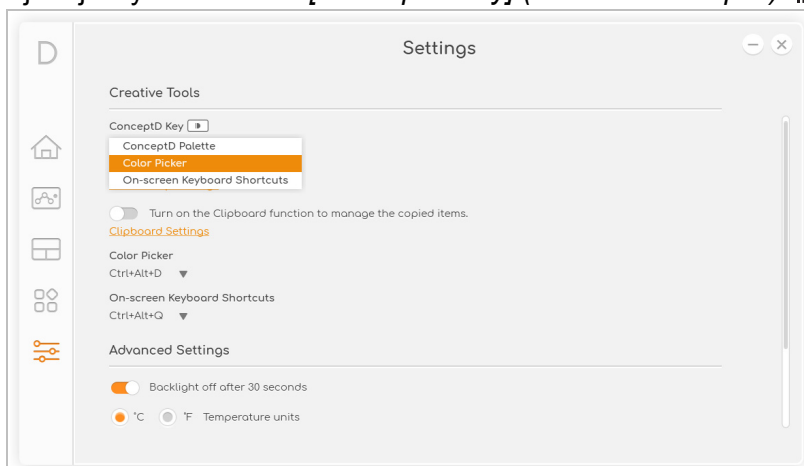 D
Settings
Creative Tools
ConceptD Key
ConceptD Palette
Color Picker
On-screen Keyboard Shortcuts
Turn on the Clipboard function to manage the copied items.
Clipboard Settings
Color Picker
Ctrl+Alt+D
On-screen Keyboard Shortcuts
Ctrl+Alt+Q
Advanced Settings
Backlight off after 30 seconds
°C °F Temperature units